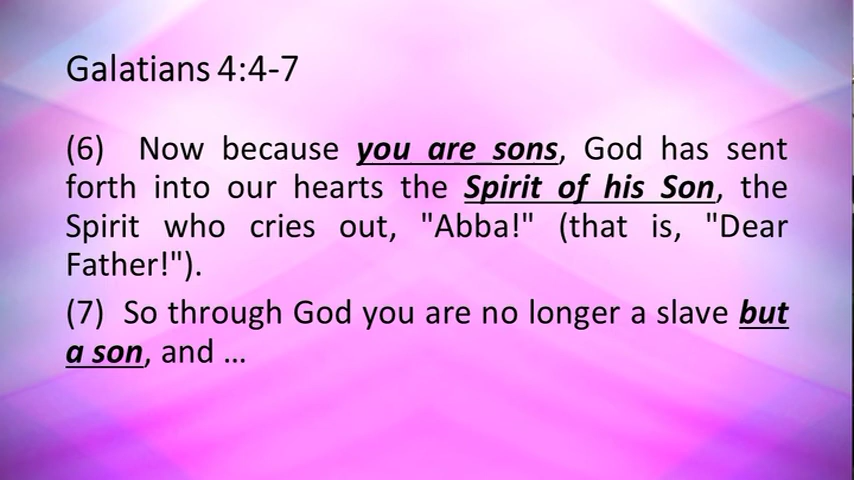 Galatians 4:4-7
(6)  Now because you are sons, God has sent
forth into our hearts the Spirit of his Son, the
Spirit who cries out, "Abba!" (that is, "Dear
Father!").
(7)  So through God you are no longer a slave but
a son, and …